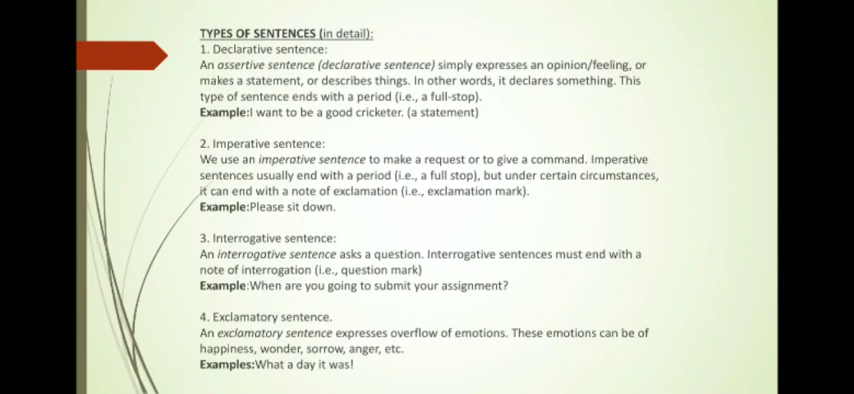 TYPES OF SENTENCES (in detail):
1. Declarative sentence:
An assertive sentence (declarative sentence) simply expresses an opinion/feeling, or
makes a statement, or describes things. In other words, it declares something. This
type of sentence ends with a period (i.e., a full-stop).
Example:I want to be a good cricketer. (a statement)
2. Imperative sentence:
We use an imperative sentence to make a request or to give a command. Imperative
sentences usually end with a period (i.e., a full stop), but under certain circumstances,
it can end with a note of exclamation (i.e., exclamation mark).
Example:Please sit down.
3. Interrogative sentence:
An interrogative sentence asks a question. Interrogative sentences must end with a
note of interrogation (i.e., question mark)
Example:When are you going to submit your assignment?
4. Exclamatory sentence.
An exclamatory sentence expresses overflow of emotions. These emotions can be of
happiness, wonder, sorrow, anger, etc.
Examples:What a day it was!